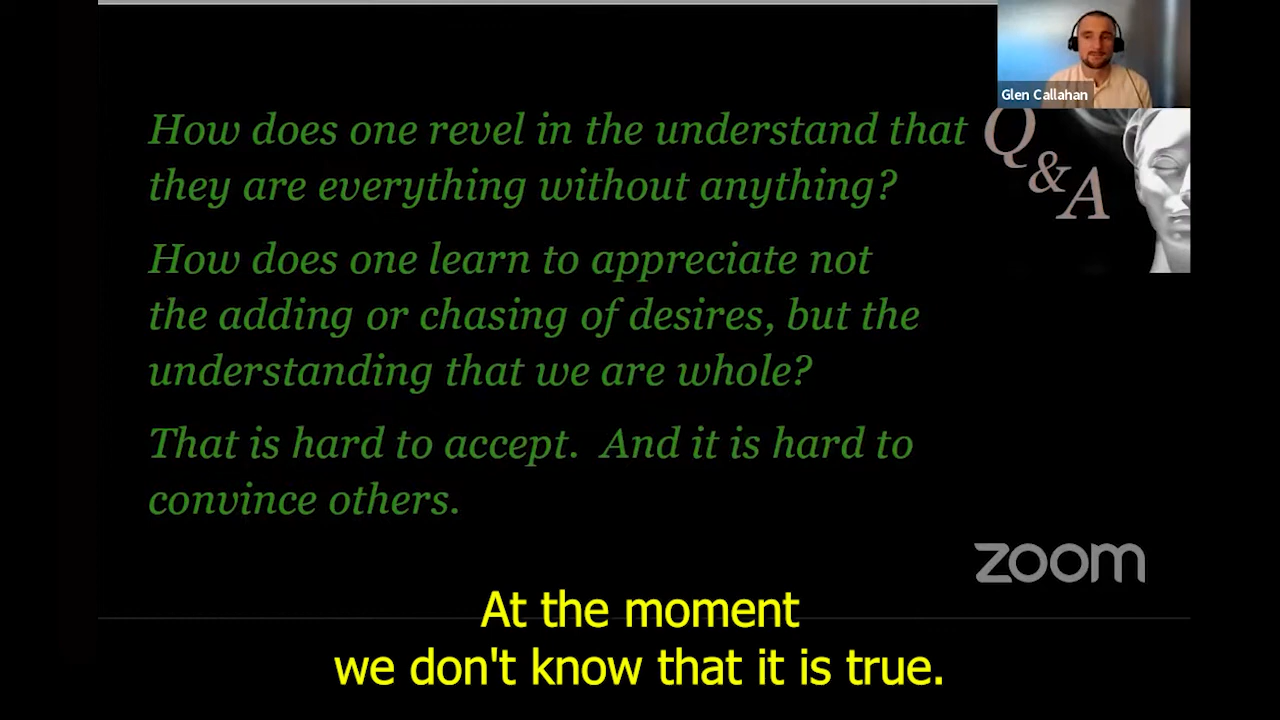 Glen Callahan
Q&A
How does one revel in the understand that
they are everything without anything?
How does one learn to appreciate not
the adding or chasing of desires, but the
understanding that we are whole?
That is hard to accept.  And it is hard to
convince others.
zoom
At the moment
we don't know that it is true.